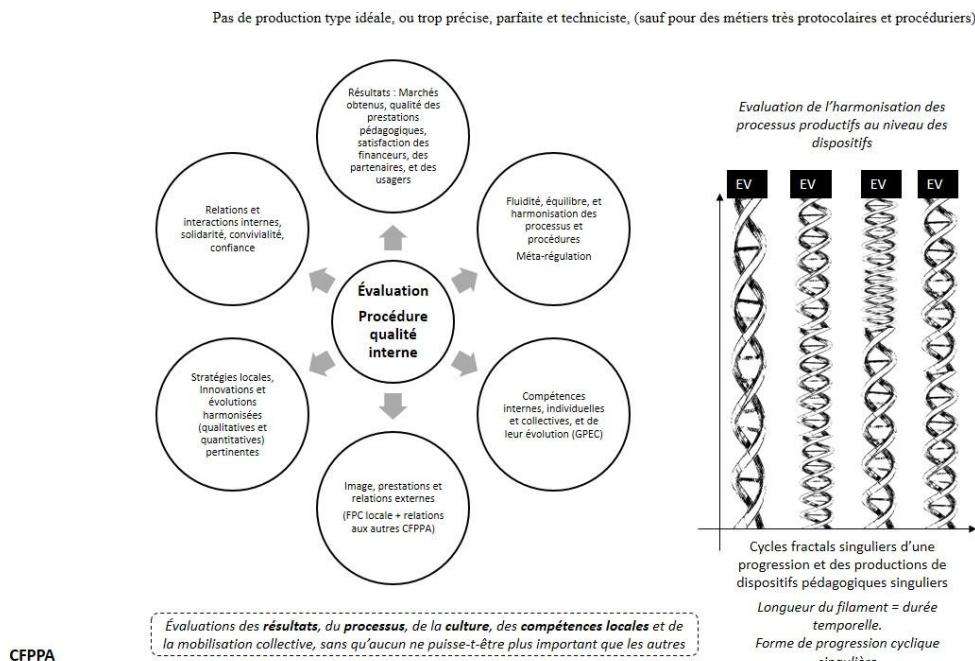 Pas de production type idéale, ou trop précise, parfaite et techniciste, (sauf pour des métiers très protocolaires et procéduriers)
Résultats : Marchés
obtenus, qualité des
prestations
pédagogiques,
satisfaction des
financeurs, des
partenaires, et des
usagers
Relations et
interactions internes,
solidarité, convivialité,
confiance
Fluidité, équilibre, et
harmonisation des
processus et
procédures
Méta-régulation
Évaluation
Procédure
qualité
interne
Stratégies locales,
Innovations et
évolutions
harmonisées
(qualitatives et
quantitatives)
pertinentes
Compétences
internes, individuelles
et collectives, et de
leur évolution (GPEC)
Image, prestations et
relations externes
(FPC locale + relations
aux autres CFPPA)
Evaluation de l’harmonisation des
processus productifs au niveau des
dispositifs
EV
EV
EV
EV
Cycles fractals singuliers d’une
progression et des productions de
dispositifs pédagogiques singuliers
Longueur du filament = durée
temporelle.
Forme de progression cyclique
singulière
Évaluations des résultats, du processus, de la culture, des compétences locales et de
la mobilisation collective, sans qu’aucun ne puisse-t-être plus important que les autres
CFPPA